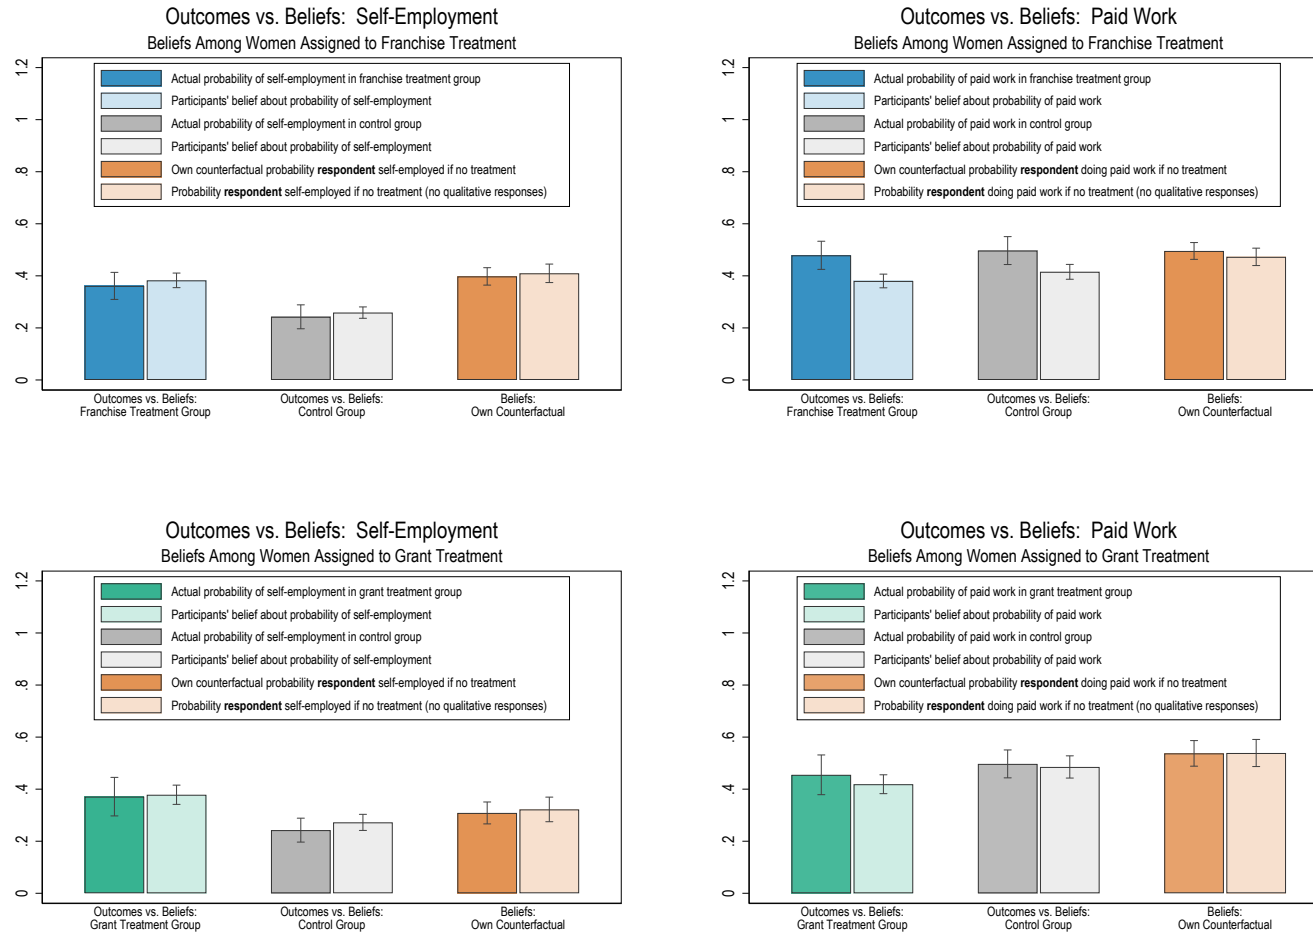 Outcomes vs. Beliefs: Self-Employment
Beliefs Among Women Assigned to Franchise Treatment
1.2
1
.8
.6
.4
.2
0
Actual probability of self-employment in franchise treatment group
Participants' belief about probability of self-employment
Actual probability of self-employment in control group
Participants' belief about probability of self-employment
Own counterfactual probability respondent self-employed if no treatment
Probability respondent self-employed if no treatment (no qualitative responses)
Outcomes vs. Beliefs:
Franchise Treatment Group
Outcomes vs. Beliefs:
Control Group
Beliefs:
Own Counterfactual
Outcomes vs. Beliefs: Paid Work
Beliefs Among Women Assigned to Franchise Treatment
1.2
1
.8
.6
.4
.2
0
Actual probability of paid work in franchise treatment group
Participants' belief about probability of paid work
Actual probability of paid work in control group
Participants' belief about probability of paid work
Own counterfactual probability respondent doing paid work if no treatment
Probability respondent doing paid work if no treatment (no qualitative responses)
Outcomes vs. Beliefs:
Franchise Treatment Group
Outcomes vs. Beliefs:
Control Group
Beliefs:
Own Counterfactual
Outcomes vs. Beliefs: Self-Employment
Beliefs Among Women Assigned to Grant Treatment
1.2
1
.8
.6
.4
.2
0
Actual probability of self-employment in grant treatment group
Participants' belief about probability of self-employment
Actual probability of self-employment in control group
Participants' belief about probability of self-employment
Own counterfactual probability respondent self-employed if no treatment
Probability respondent self-employed if no treatment (no qualitative responses)
Outcomes vs. Beliefs:
Grant Treatment Group
Outcomes vs. Beliefs:
Control Group
Beliefs:
Own Counterfactual
Outcomes vs. Beliefs: Paid Work
Beliefs Among Women Assigned to Grant Treatment
1.2
1
.8
.6
.4
.2
0
Actual probability of paid work in grant treatment group
Participants' belief about probability of paid work
Actual probability of paid work in control group
Participants' belief about probability of paid work
Own counterfactual probability respondent doing paid work if no treatment
Probability respondent doing paid work if no treatment (no qualitative responses)
Outcomes vs. Beliefs:
Grant Treatment Group
Outcomes vs. Beliefs:
Control Group
Beliefs:
Own Counterfactual